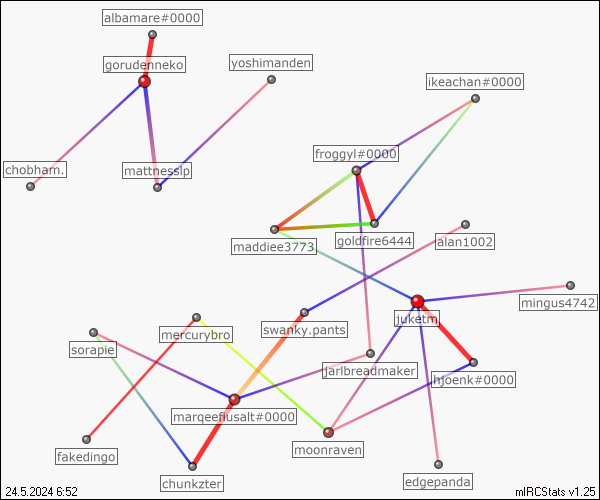 albamare#0000
gorudenneko
yoshimanden
ikeachan#0000
froggyl#0000
chobham.
mattnesslp
goldfire6444
alan1002
maddiee3773
mingus4742
juketm
swanky.pants
mercurybro
sorapie
jarlbreadmaker
hjoenk#0000
marqeeflusalt#0000
moonraven
fakedingo
chunkzter
edgepanda
24.5.2024 6:52
mIRCStats v1.25